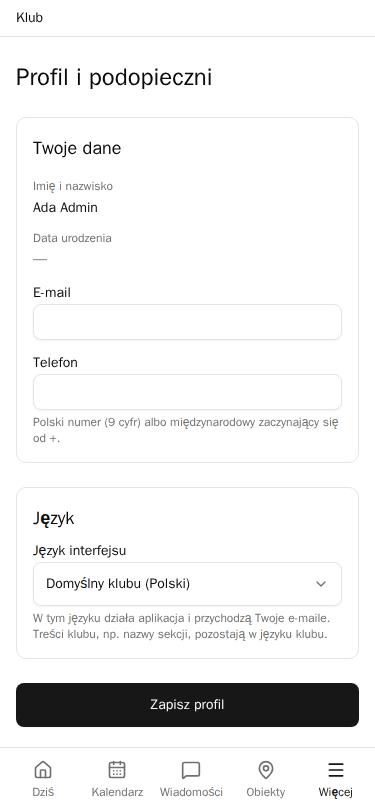 Klub
Profil i podopieczni
Twoje dane
Imię i nazwisko
Ada Admin
Data urodzenia
—
E-mail
Telefon
Polski numer (9 cyfr) albo międzynarodowy zaczynający się
od +.
Język
Język interfejsu
Domyślny klubu (Polski)
W tym języku działa aplikacja i przychodzą Twoje e-maile.
Treści klubu, np. nazwy sekcji, pozostają w języku klubu.
Zapisz profil
Dziś
Kalendarz
Wiadomości
Obiekty
Więcej